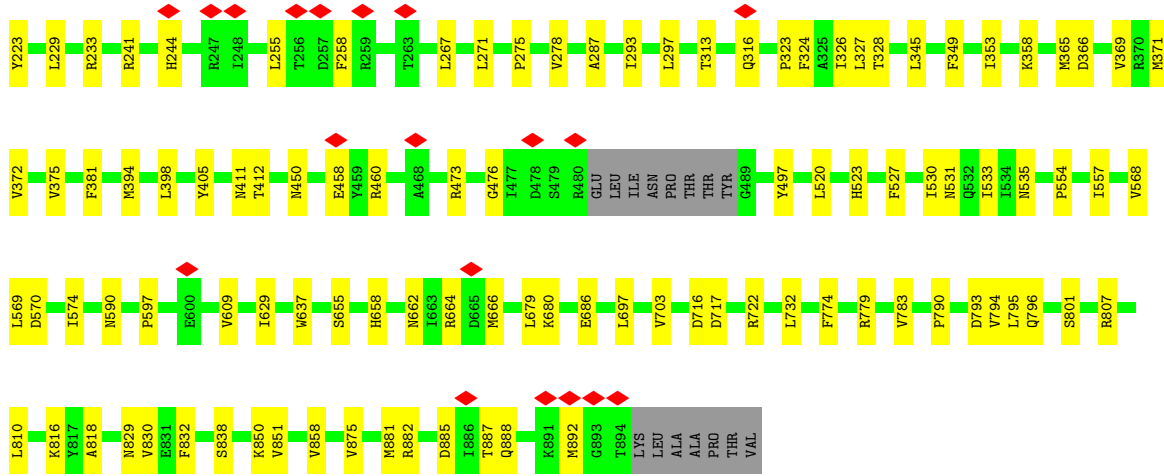 Y223 L229 R233 R241 H244 R247 I248 L255 T256 D257 F258 R259 T263 L267 L271 P275 V278 A287 I293 L297 T313 Q316 P323 F324 A325 I326 L327 T328 L345 F349 I353 K358 M365 D366 V369 R370 M371
V372 V375 F381 M394 L398 Y405 N411 T412 N450 E458 Y459 R460 A468 R473 G476 I477 D478 S479 R480 GLU LEU ILE ASN PRO THR THR TYR G489 Y497 L520 H523 F527 I530 N531 Q532 I533 I534 N535 P554 I557 V568
L569 D570 I574 N590 P597 E600 V609 I629 W637 S655 H658 N662 I663 R664 D665 M666 L679 K680 E686 L697 V703 D716 D717 R722 L732 F774 R779 V783 P790 D793 V794 L795 Q796 S801 R807
L810 K816 Y817 A818 N829 V830 E831 F832 S838 K850 V851 V858 V875 M881 R882 D885 I886 T887 Q888 K891 M892 G893 T894 LYS LEU ALA ALA PRO THR VAL